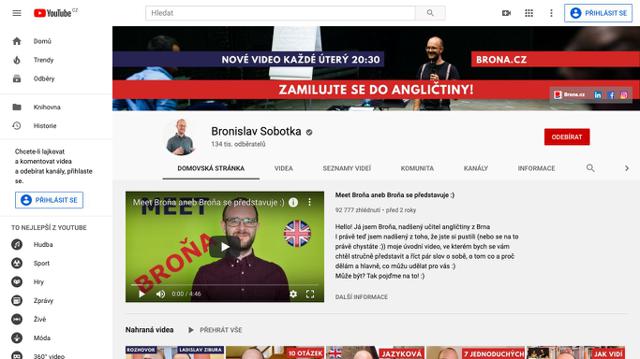 YouTube CZ
Hledat
PŘIHLÁSIT SE
Domů
Trendy
Odběry
Knihovna
Historie
Chcete-li lajkovat
a komentovat videa
a odebírat kanály, přihlaste
se.
PŘIHLÁSIT SE
TO NEJLEPŠÍ Z YOUTUBE
Hudba
Sport
Hry
Zprávy
Živě
Móda
360° video
NOVÉ VIDEO KAŽDÉ ÚTERÝ 20:30
BRONA.CZ
ZAMILUJTE SE DO ANGLIČTINY!
Brona.cz
Bronislav Sobotka
134 tis. odběratelů
ODEBÍRAT
DOMOVSKÁ STRÁNKA
VIDEA
SEZNAMY VIDEÍ
KOMUNITA
KANÁLY
INFORMACE
Meet Broňa aneb Broňa se představuje :)
MEET
BROŇA
0:00 / 4:46
Meet Broňa aneb Broňa se představuje :)
92 777 zhlédnutí • před 2 roky
Hello! Já jsem Broňa, nadšený učitel angličtiny z Brna
I právě teď jsem nadšený z toho, že jste si pustili (nebo se na to
právě chystáte :)) moje úvodní video, ve kterém bych se vám
chtěl stručně představit a říct pár slov o sobě, o tom co a proč
dělám a hlavně, co můžu udělat pro vás :)
Může být? Tak pojďme na to! :)
DALŠÍ INFORMACE
Nahraná videa
PŘEHRÁT VŠE
ROZHOVOR
LADISLAV ZIBURA
10 OTÁZEK
JAZYKOVÁ
7 JEDNODUCHÝCH
JAK VIDÍ